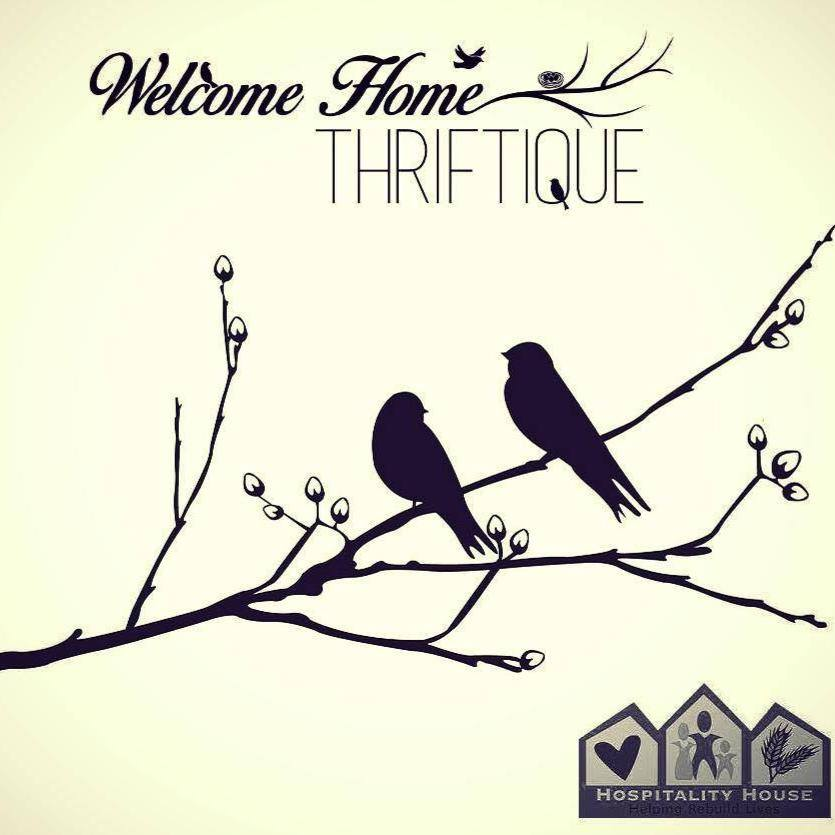 Welcome Home
THRIFTIQUE
HOSPITALITY HOUSE
Helping Rebuild Lives